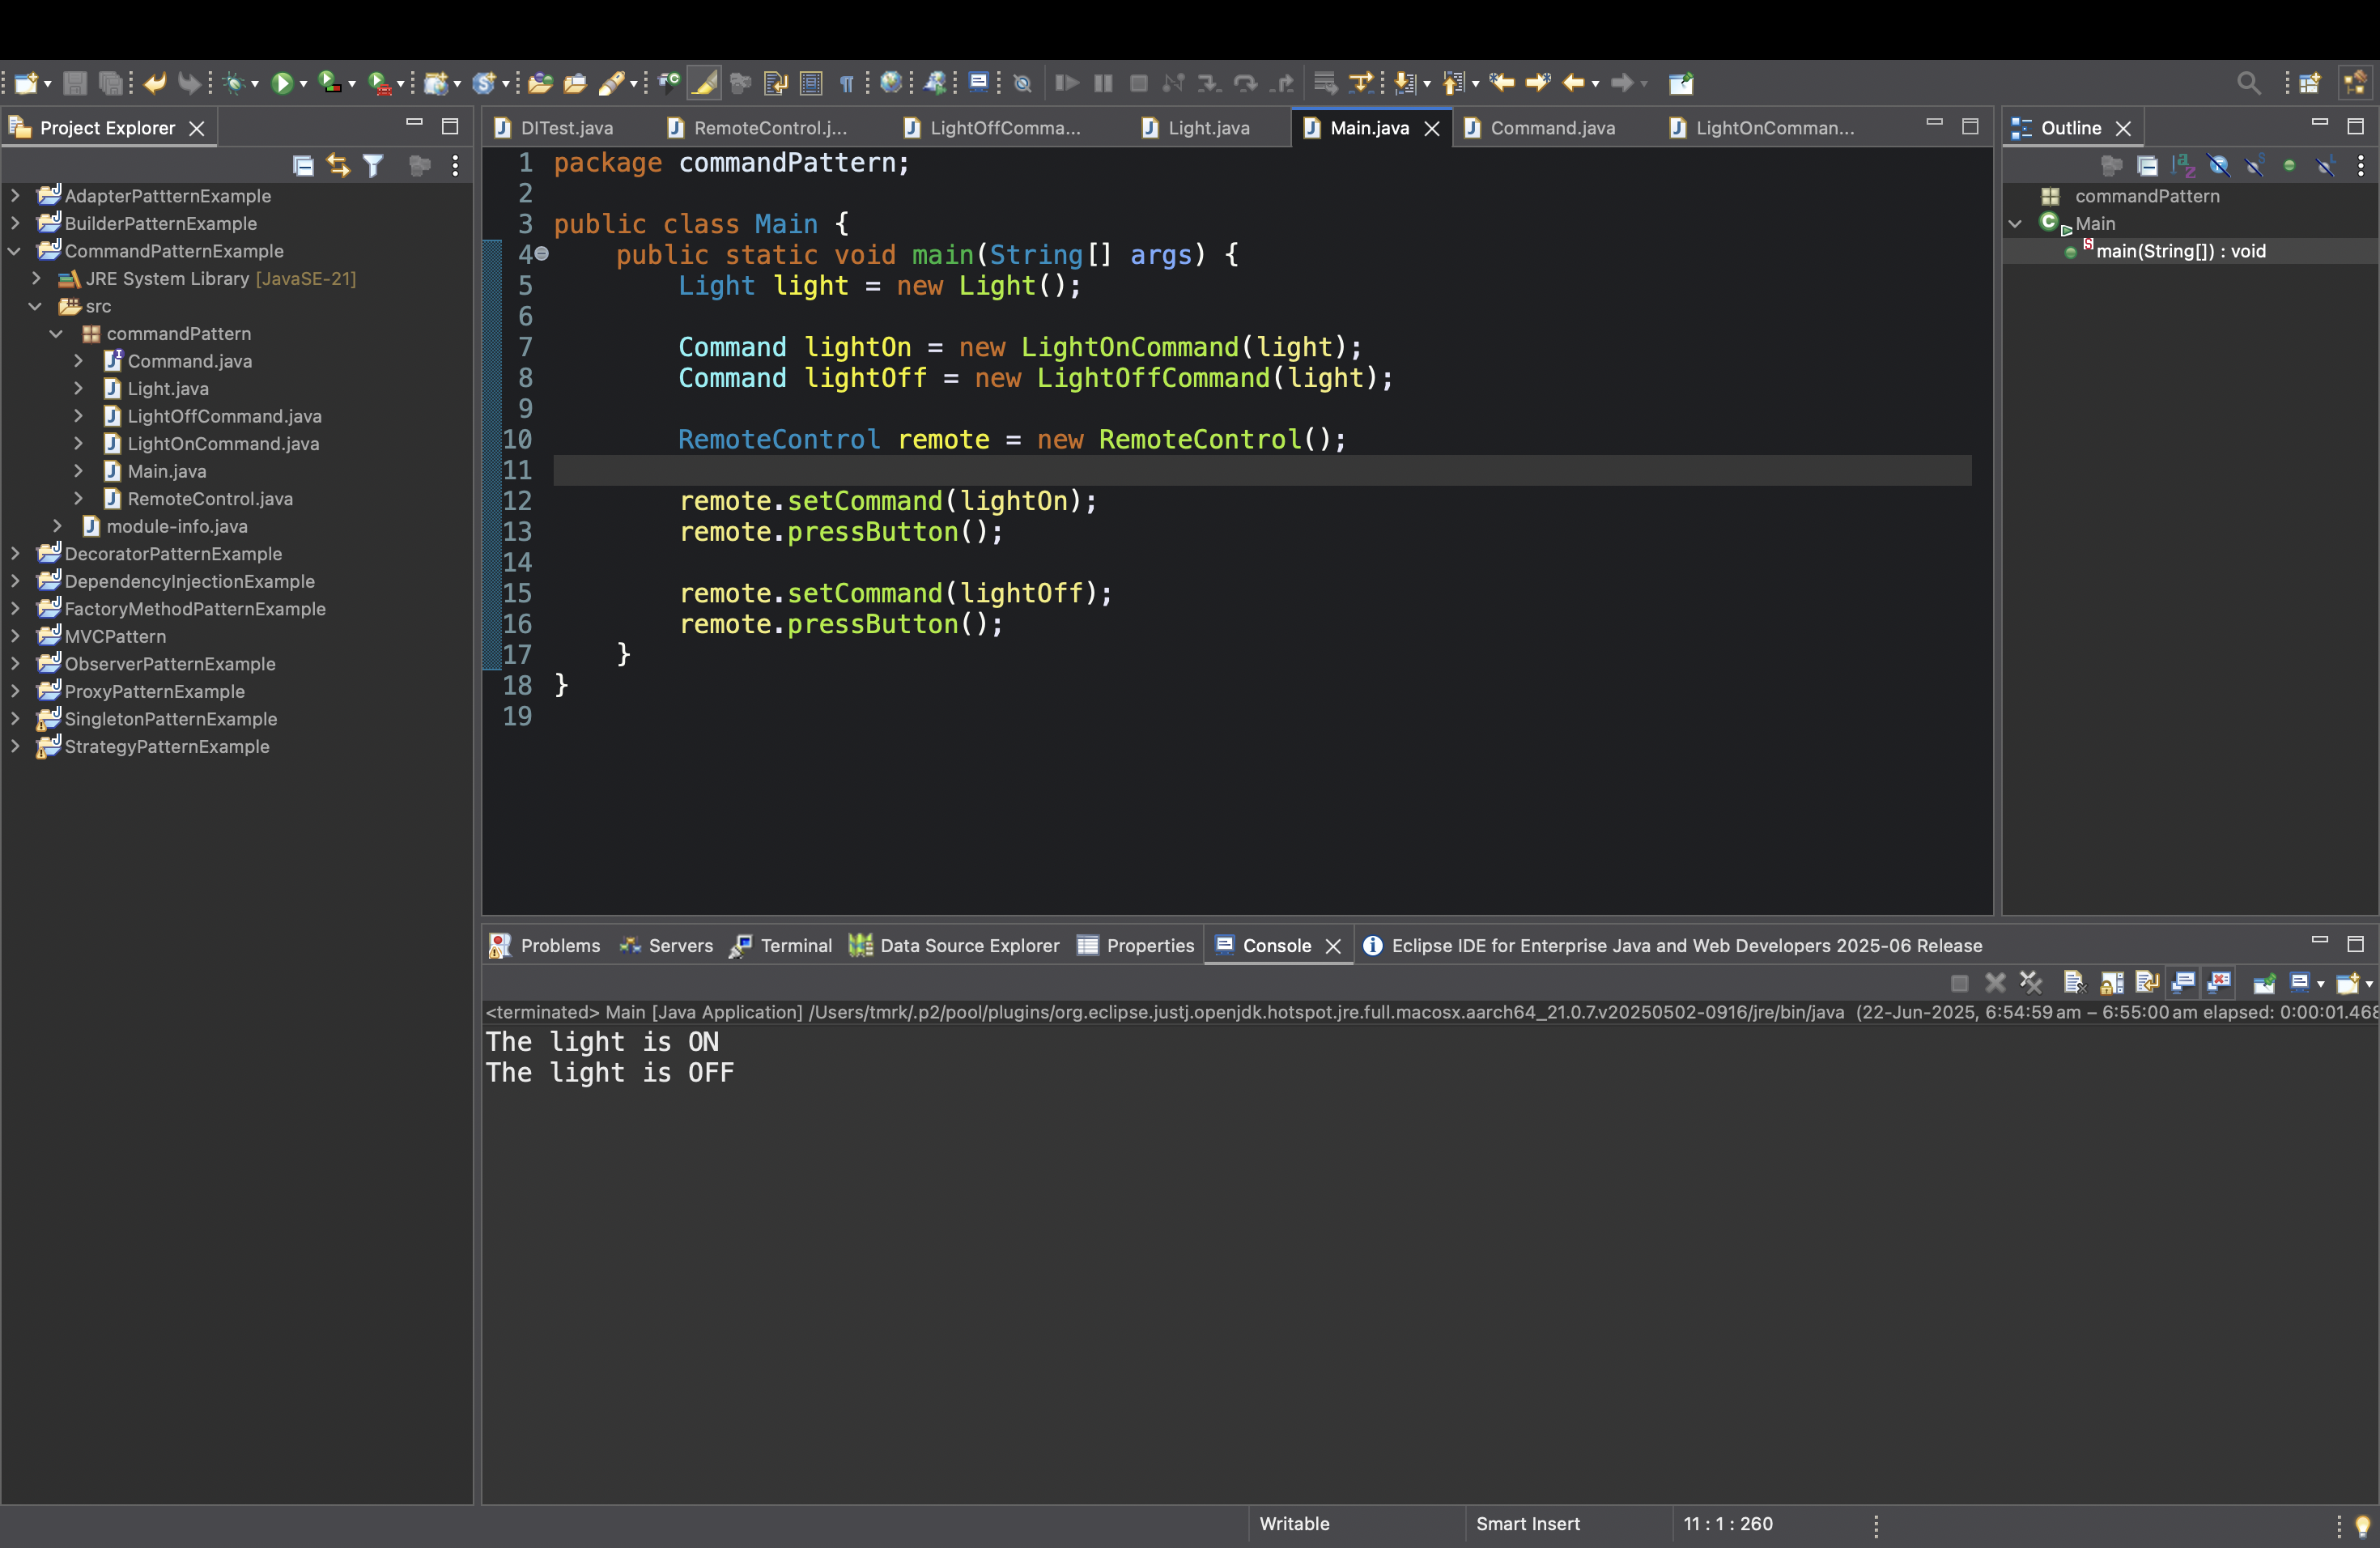 Project Explorer
AdapterPattternExample
BuilderPatternExample
CommandPatternExample
JRE System Library [JavaSE-21]
src
commandPattern
Command.java
Light.java
LightOffCommand.java
LightOnCommand.java
Main.java
RemoteControl.java
module-info.java
DecoratorPatternExample
DependencyInjectionExample
FactoryMethodPatternExample
MVCPattern
ObserverPatternExample
ProxyPatternExample
SingletonPatternExample
StrategyPatternExample
DITest.java RemoteControl.j... LightOffComma... Light.java Main.java Command.java LightOnComman...
1 package commandPattern;
2
3 public class Main {
4 public static void main(String[] args) {
5 Light light = new Light();
6
7 Command lightOn = new LightOnCommand(light);
8 Command lightOff = new LightOffCommand(light);
9
10 RemoteControl remote = new RemoteControl();
11
12 remote.setCommand(lightOn);
13 remote.pressButton();
14
15 remote.setCommand(lightOff);
16 remote.pressButton();
17 }
18 }
19
Outline
commandPattern
Main
main(String[]) : void
Problems Servers Terminal Data Source Explorer Properties Console Eclipse IDE for Enterprise Java and Web Developers 2025-06 Release
<terminated> Main [Java Application] /Users/tmrk/.p2/pool/plugins/org.eclipse.justj.openjdk.hotspot.jre.full.macosx.aarch64_21.0.7.v20250502-0916/jre/bin/java (22-Jun-2025, 6:54:59 am – 6:55:00 am elapsed: 0:00:01.468
The light is ON
The light is OFF
Writable Smart Insert 11 : 1 : 260